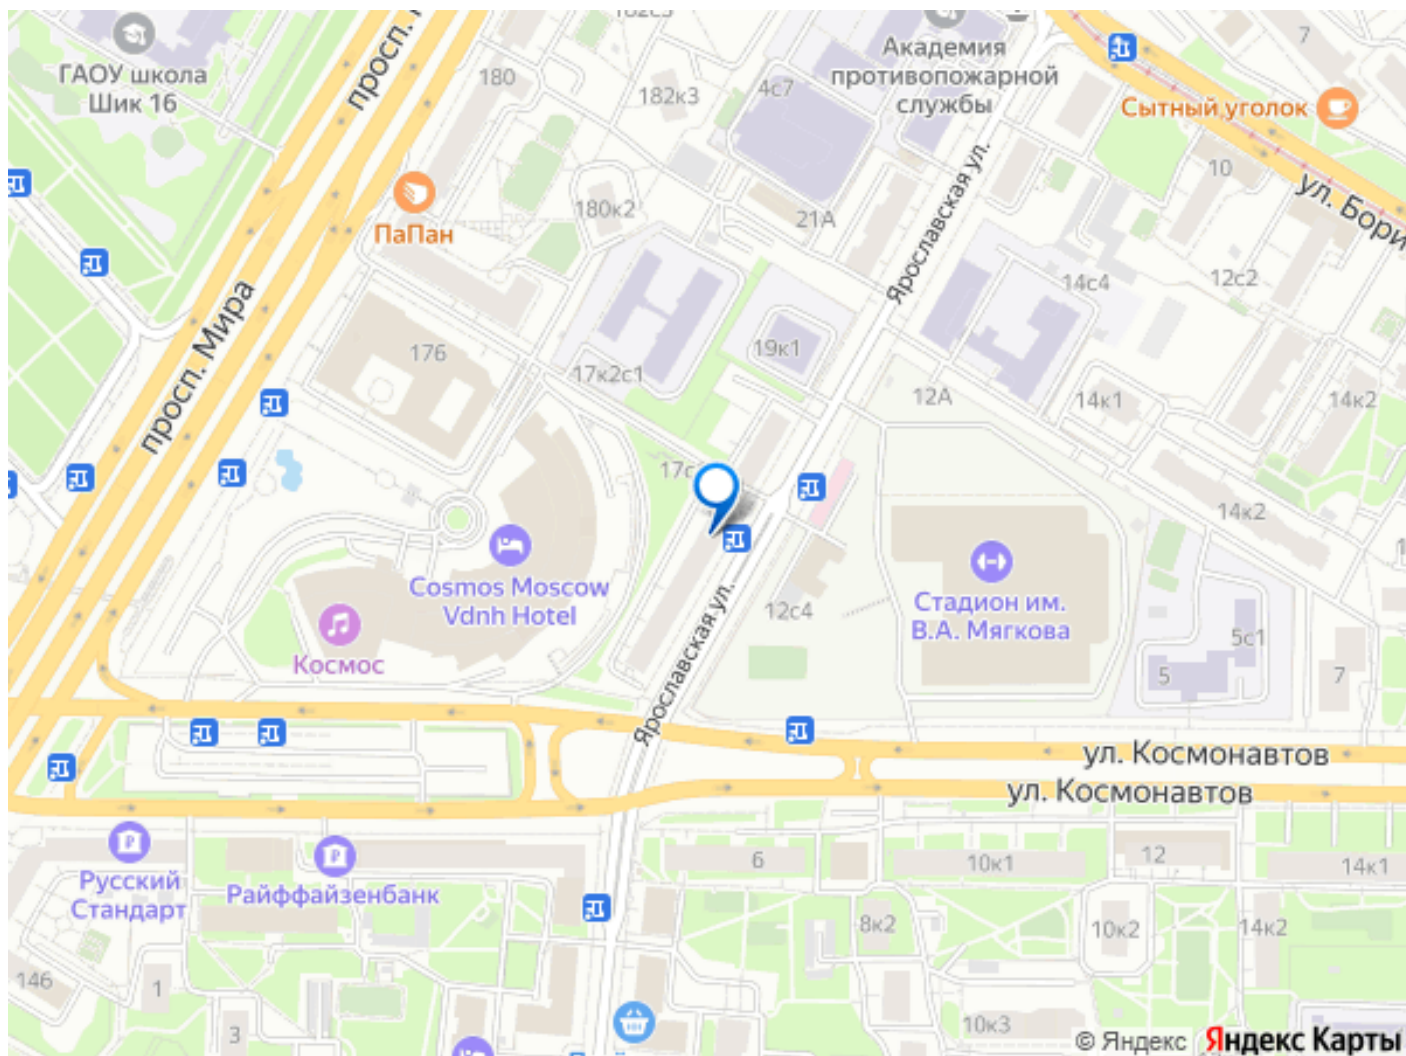 182с3
7
Академия
противопожарной
службы
ГАОУ школа
Шик 16
просп.
180
182к3
4с7
Сытный уголок
10
ул. Бори
Ярославская ул.
180к2
21А
ПаПан
14с4
12с2
просп. Мира
176
19к1
17к2с1
12А
14к1
14к2
14к2
Cosmos Moscow
Vdnh Hotel
Стадион им.
В.А. Мягкова
12с4
Ярославская ул.
Космос
5с1
5
7
ул. Космонавтов
ул. Космонавтов
Русский
Стандарт
Райффайзенбанк
6
10к1
12
14к1
8к2
10к2
14к2
146
1
3
10к3
© Яндекс
Яндекс Карты